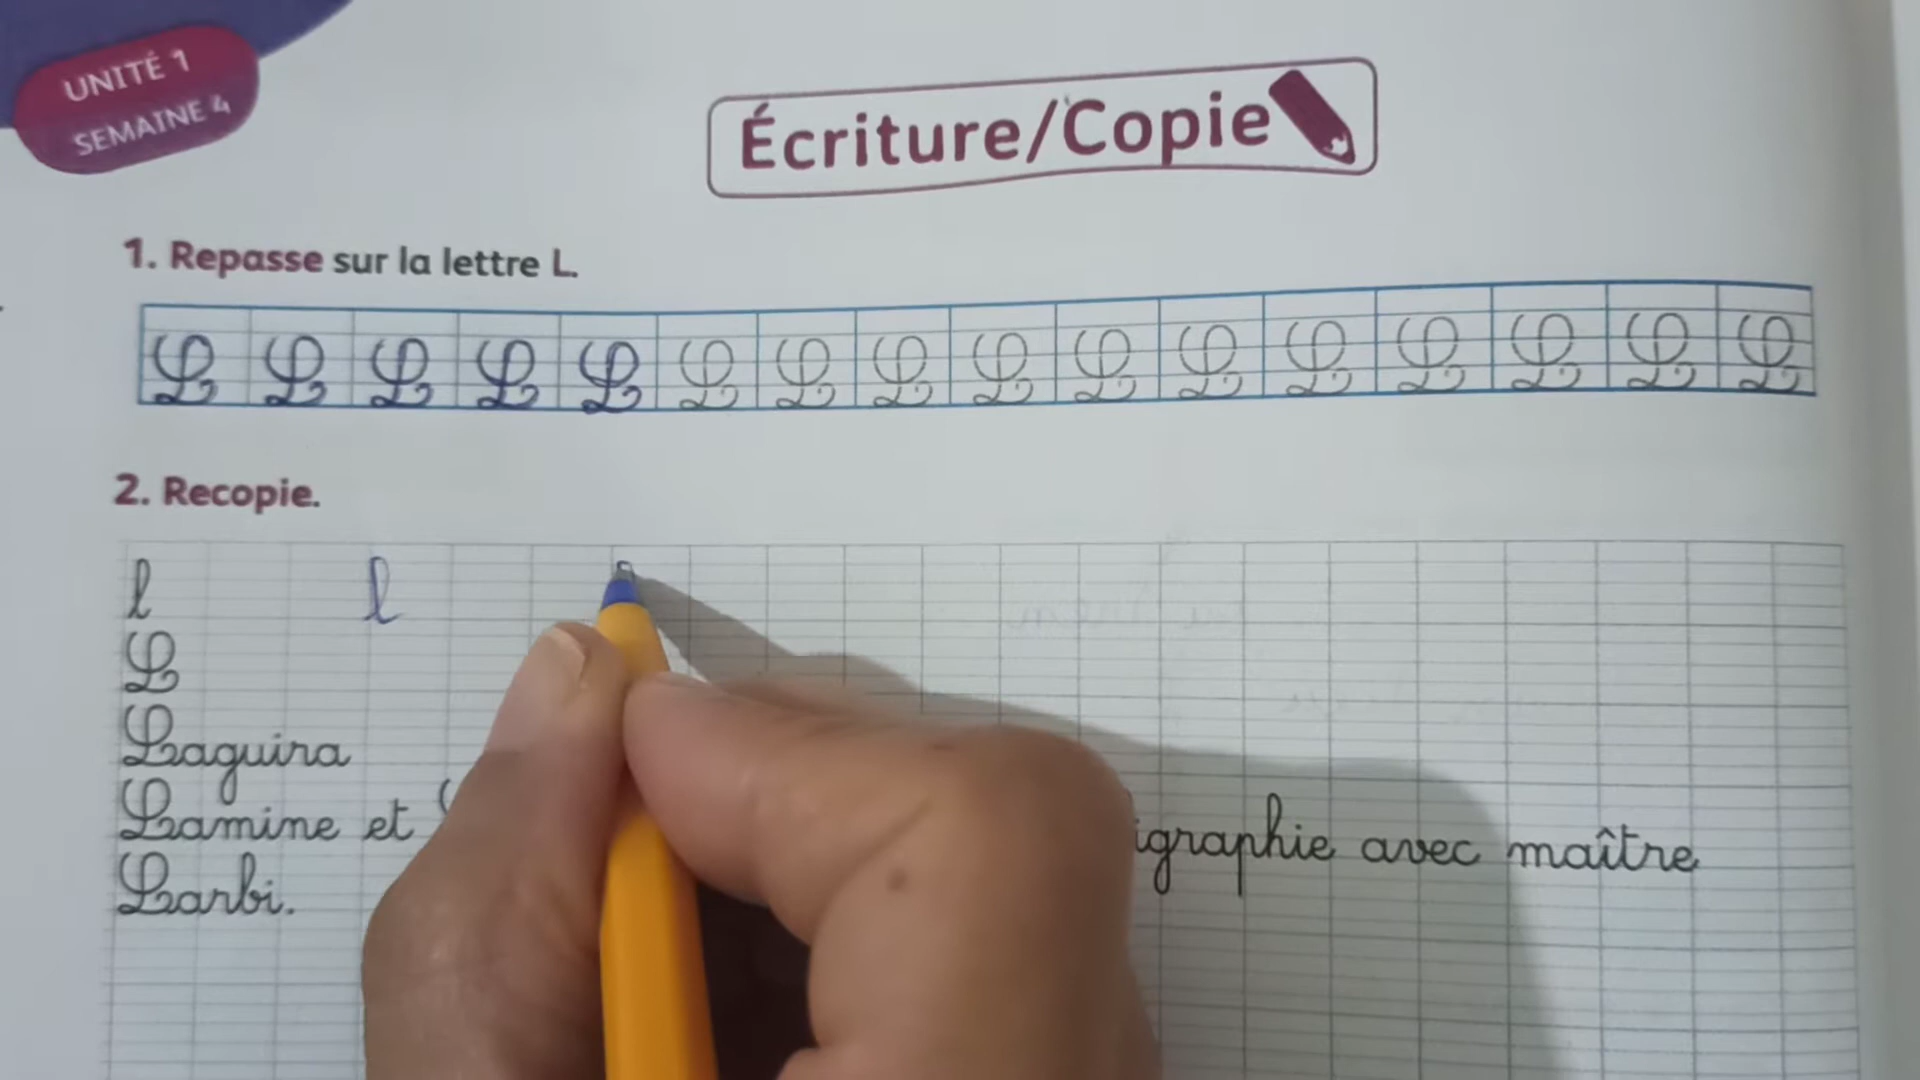 UNITÉ 1
SEMAINE 4
Écriture/Copie
1. Repasse sur la lettre L.
L L L L L L L L L L L L L L L L
2. Recopie.
l l
L
Laguira
Lamine et igraphie avec maître
Larbi.